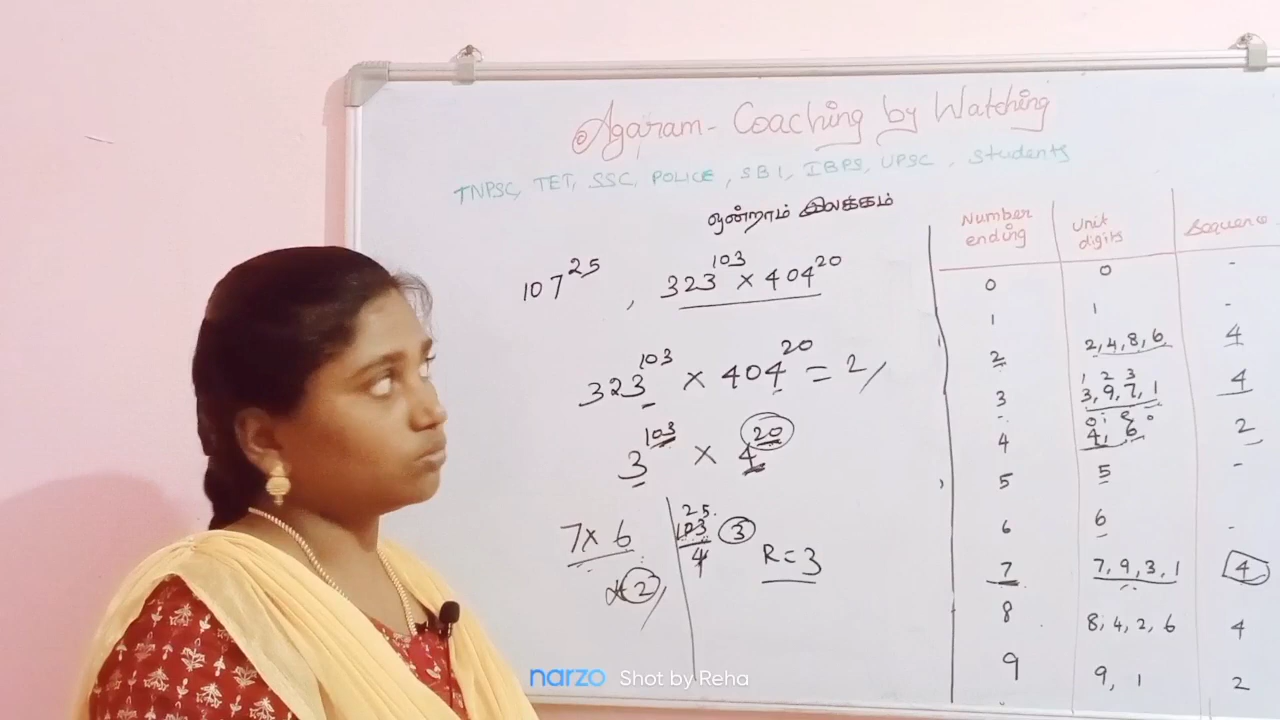 Agaram - Coaching by Watching
TNPSC, TET, SSC, POLICE, SBI, IBPS, UPSC, Students
ஒன்றாம் இலக்கம்
107^25 , 323^103 × 404^20
323^103 × 404^20 = 2
3^103 × 4^20
7 × 6
2
25
103 3
4
R = 3
Number ending Unit digits Sequence
0 0 -
1 1 -
2 2, 4, 8, 6 4
1 2 3
3 3, 9, 7, 1 4
4 4, 6 2
5 5 -
6 6 -
7 7, 9, 3, 1 4
8 8, 4, 2, 6 4
9 9, 1 2
narzo Shot by Reha